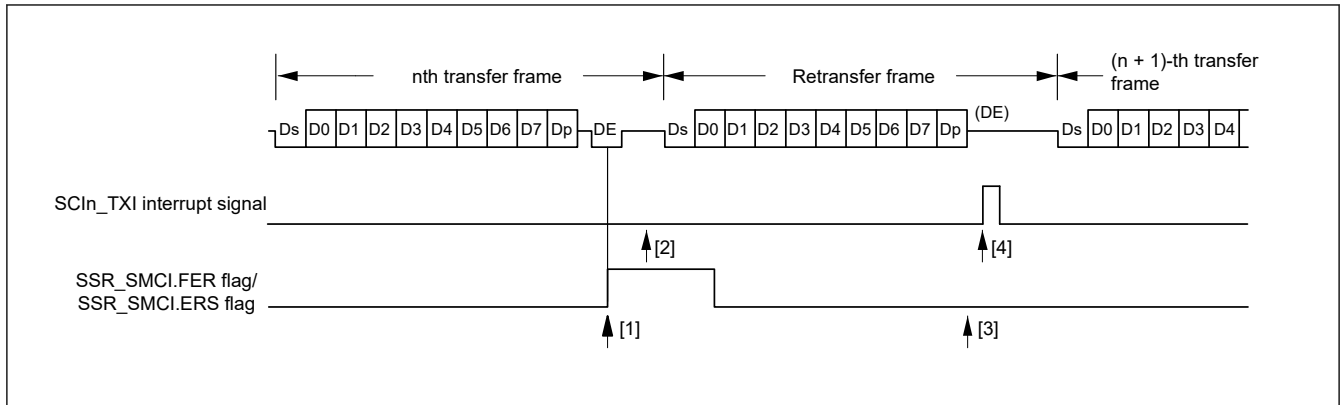 nth transfer frame
Retransfer frame
(n + 1)-th transfer
frame
Ds D0 D1 D2 D3 D4 D5 D6 D7 Dp DE Ds D0 D1 D2 D3 D4 D5 D6 D7 Dp (DE) Ds D0 D1 D2 D3 D4
SCIn_TXI interrupt signal
[2] [4]
SSR_SMCI.FER flag/
SSR_SMCI.ERS flag
[1] [3]